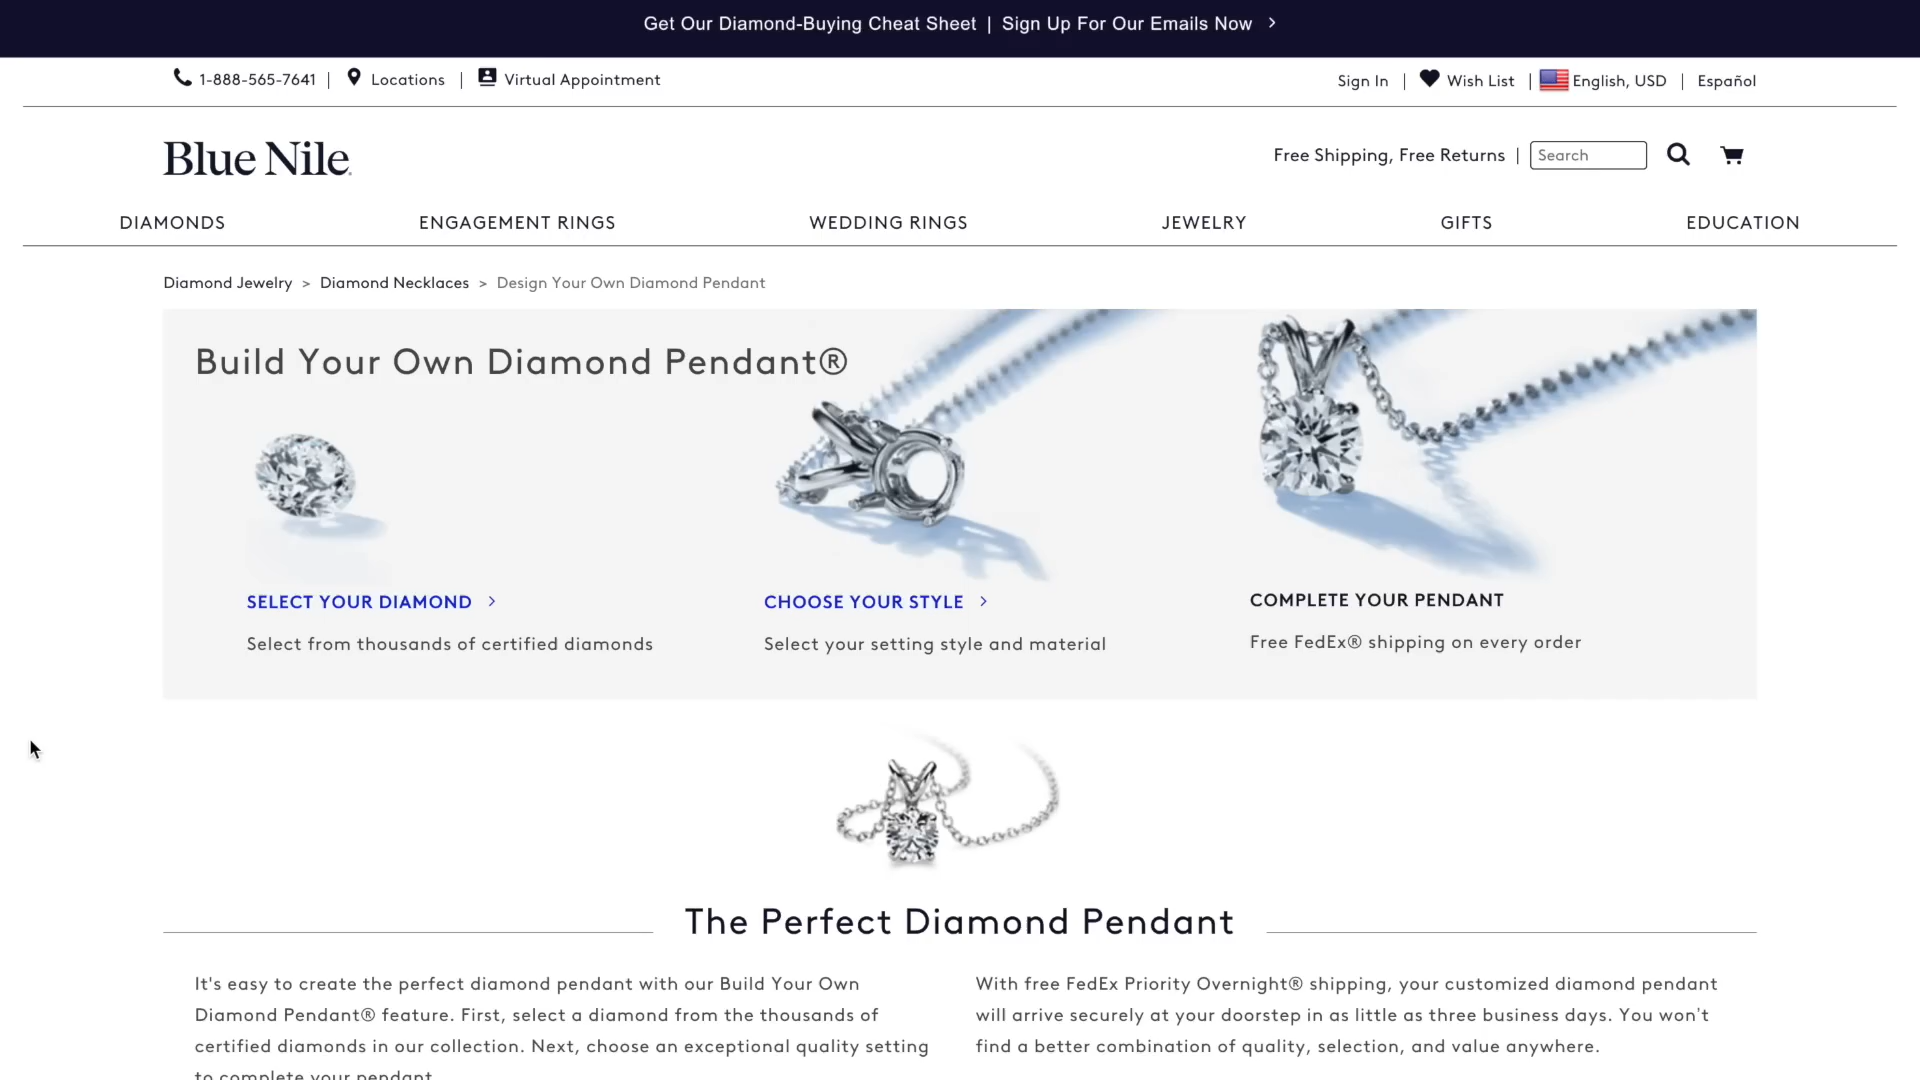 Get Our Diamond-Buying Cheat Sheet | Sign Up For Our Emails Now >
1-888-565-7641 | Locations | Virtual Appointment
Sign In | Wish List | English, USD | Español
Blue Nile
Free Shipping, Free Returns | Search
DIAMONDS ENGAGEMENT RINGS WEDDING RINGS JEWELRY GIFTS EDUCATION
Diamond Jewelry > Diamond Necklaces > Design Your Own Diamond Pendant
Build Your Own Diamond Pendant®
SELECT YOUR DIAMOND >
Select from thousands of certified diamonds
CHOOSE YOUR STYLE >
Select your setting style and material
COMPLETE YOUR PENDANT
Free FedEx® shipping on every order
The Perfect Diamond Pendant
It's easy to create the perfect diamond pendant with our Build Your Own
Diamond Pendant® feature. First, select a diamond from the thousands of
certified diamonds in our collection. Next, choose an exceptional quality setting
to complete your pendant.
With free FedEx Priority Overnight® shipping, your customized diamond pendant
will arrive securely at your doorstep in as little as three business days. You won't
find a better combination of quality, selection, and value anywhere.